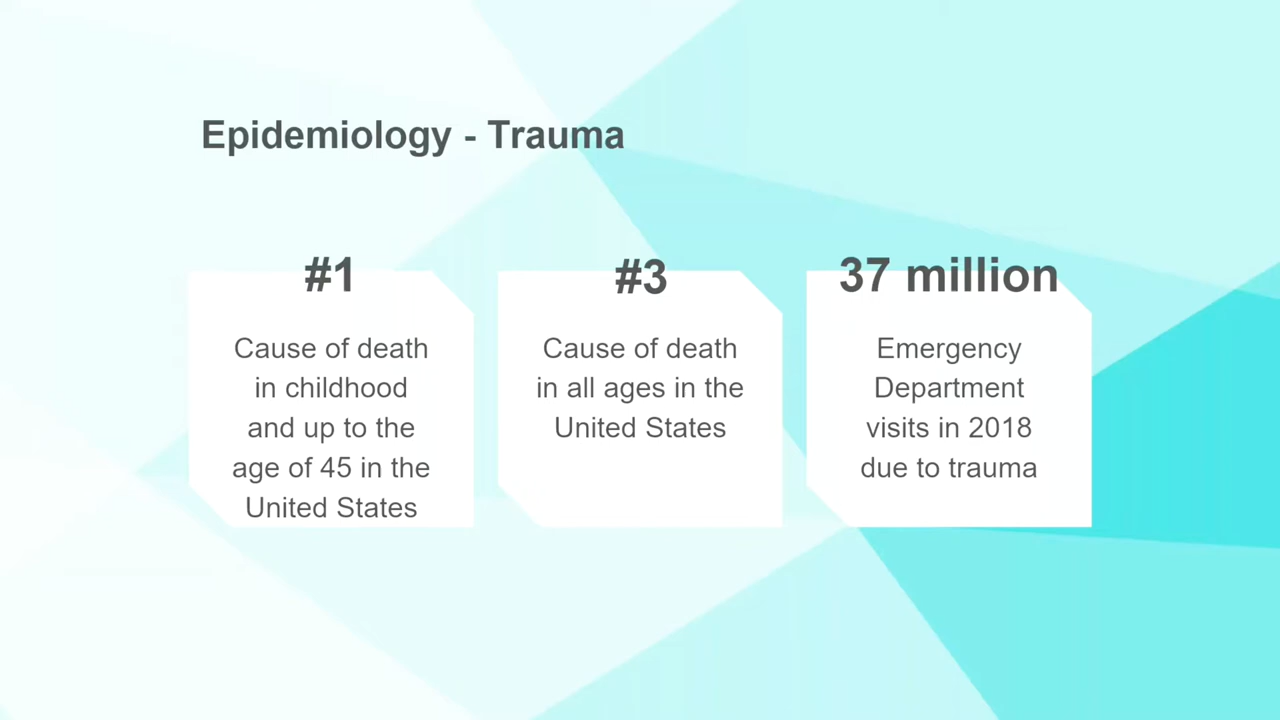 Epidemiology - Trauma
#1
Cause of death
in childhood
and up to the
age of 45 in the
United States
#3
Cause of death
in all ages in the
United States
37 million
Emergency
Department
visits in 2018
due to trauma